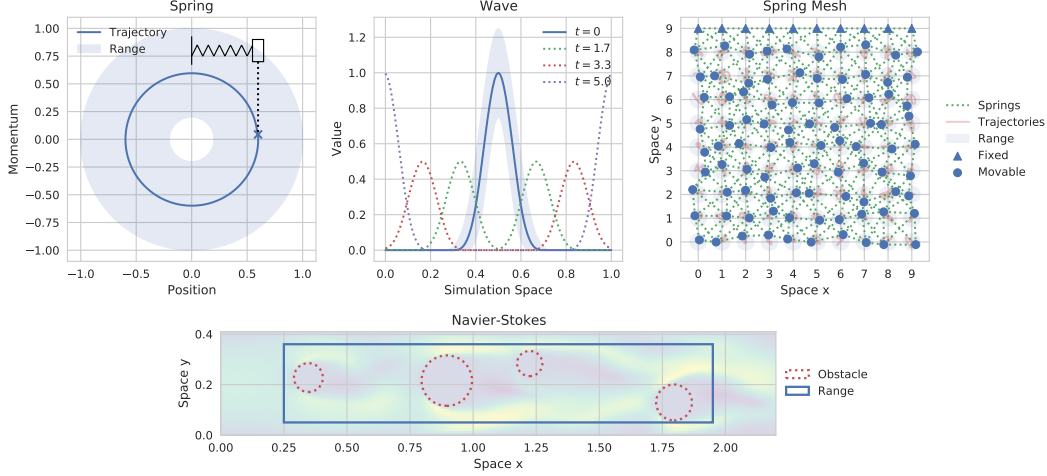 Spring
Momentum
1.00
0.75
0.50
0.25
0.00
−0.25
−0.50
−0.75
−1.00
Trajectory
Range
−1.0 −0.5 0.0 0.5 1.0
Position
Wave
Value
1.2
1.0
0.8
0.6
0.4
0.2
0.0
t = 0
t = 1.7
t = 3.3
t = 5.0
0.0 0.2 0.4 0.6 0.8 1.0
Simulation Space
Spring Mesh
Space y
9
8
7
6
5
4
3
2
1
0
0 1 2 3 4 5 6 7 8 9
Space x
Springs
Trajectories
Range
Fixed
Movable
Navier-Stokes
Space y
0.4
0.2
0.0
0.00 0.25 0.50 0.75 1.00 1.25 1.50 1.75 2.00
Space x
Obstacle
Range